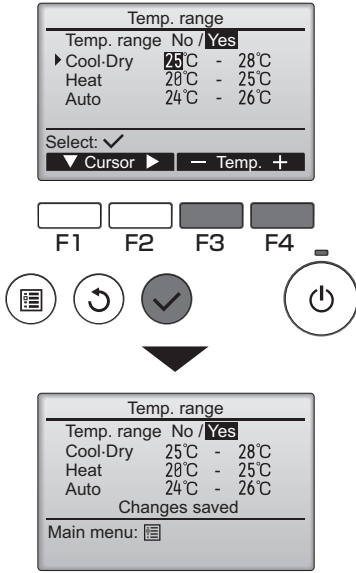 Temp. range
Temp. range No / Yes
Cool·Dry 25°C - 28°C
Heat 20°C - 25°C
Auto 24°C - 26°C
Select: ✓
▼ Cursor ▶ − Temp. +
F1 F2 F3 F4
Temp. range
Temp. range No / Yes
Cool·Dry 25°C - 28°C
Heat 20°C - 25°C
Auto 24°C - 26°C
Changes saved
Main menu: